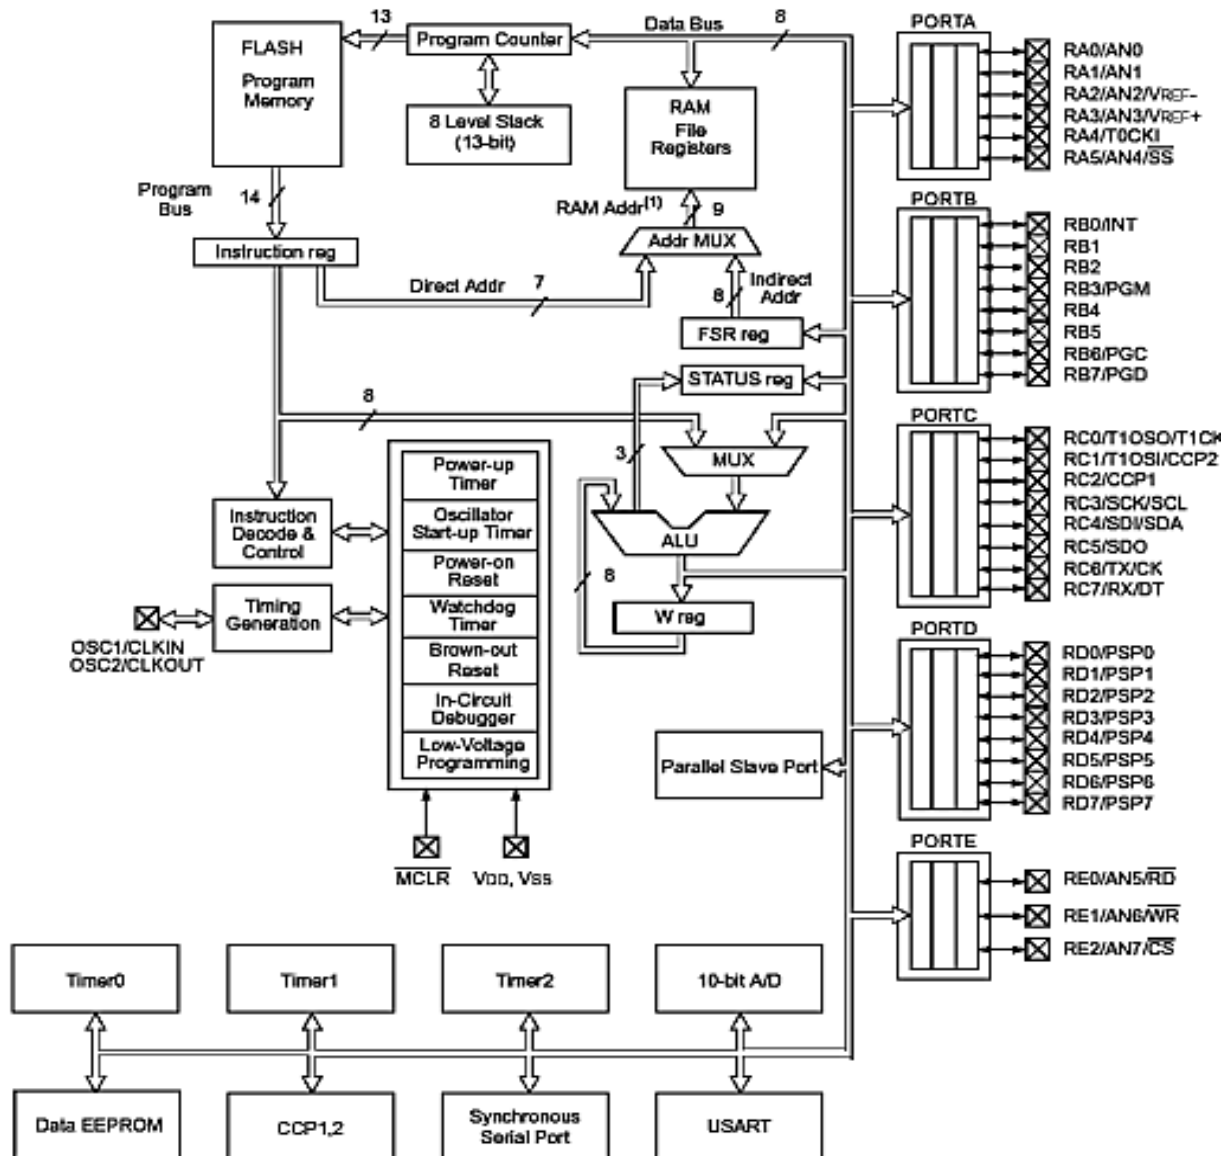 13
Data Bus
8
PORTA
FLASH
Program
Memory
Program Counter
8 Level Stack
(13-bit)
RAM
File
Registers
RA0/AN0
RA1/AN1
RA2/AN2/VREF-
RA3/AN3/VREF+
RA4/T0CKI
RA5/AN4/SS
Program
Bus
14
RAM Addr(1)
9
PORTB
Instruction reg
Addr MUX
Direct Addr
7
8
Indirect
Addr
FSR reg
STATUS reg
RB0/INT
RB1
RB2
RB3/PGM
RB4
RB5
RB6/PGC
RB7/PGD
8
3
MUX
ALU
8
W reg
PORTC
RC0/T1OSO/T1CK
RC1/T1OSI/CCP2
RC2/CCP1
RC3/SCK/SCL
RC4/SDI/SDA
RC5/SDO
RC6/TX/CK
RC7/RX/DT
Power-up
Timer
Oscillator
Start-up Timer
Power-on
Reset
Watchdog
Timer
Brown-out
Reset
In-Circuit
Debugger
Low-Voltage
Programming
Instruction
Decode &
Control
Timing
Generation
OSC1/CLKIN
OSC2/CLKOUT
MCLR
VDD, VSS
Parallel Slave Port
PORTD
RD0/PSP0
RD1/PSP1
RD2/PSP2
RD3/PSP3
RD4/PSP4
RD5/PSP5
RD6/PSP6
RD7/PSP7
PORTE
RE0/AN5/RD
RE1/AN6/WR
RE2/AN7/CS
Timer0
Timer1
Timer2
10-bit A/D
Data EEPROM
CCP1,2
Synchronous
Serial Port
USART